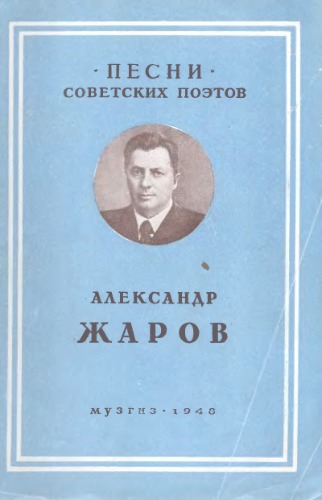 · ПЕСНИ ·
СОВЕТСКИХ ПОЭТОВ
АЛЕКСАНДР
ЖАРОВ
МУЗГИЗ · 1948